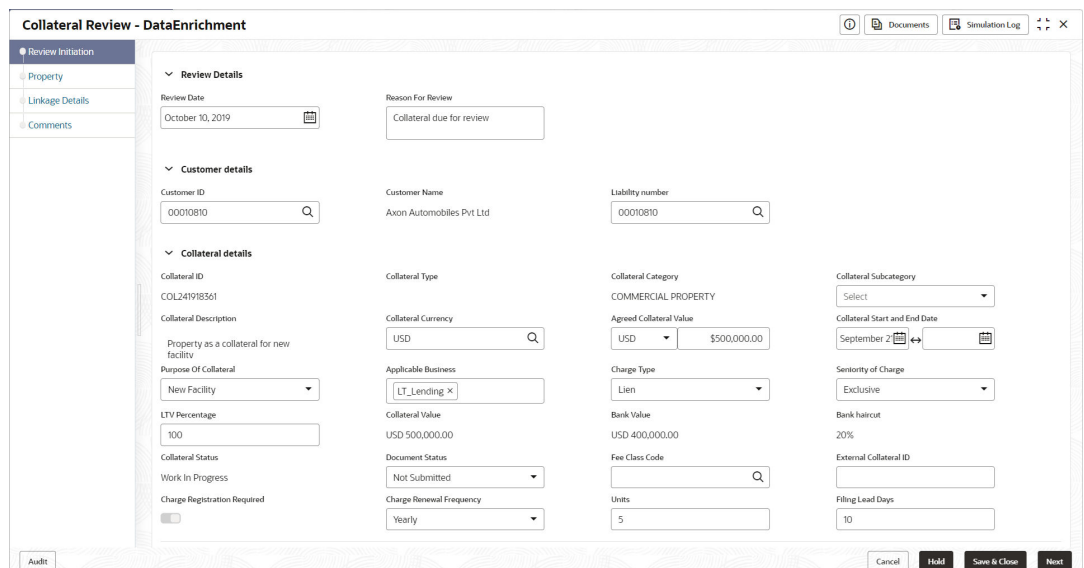 Collateral Review - DataEnrichment
Documents
Simulation Log
Review Initiation
Property
Linkage Details
Comments
Review Details
Review Date
Reason For Review
October 10, 2019
Collateral due for review
Customer details
Customer ID
Customer Name
Liability number
00010810
Axon Automobiles Pvt Ltd
00010810
Collateral details
Collateral ID
Collateral Type
Collateral Category
Collateral Subcategory
COL241918361
COMMERCIAL PROPERTY
Select
Collateral Description
Collateral Currency
Agreed Collateral Value
Collateral Start and End Date
Property as a collateral for new
facility
USD
USD
$500,000.00
September 21
Purpose Of Collateral
Applicable Business
Charge Type
Seniority of Charge
New Facility
LT_Lending ×
Lien
Exclusive
LTV Percentage
Collateral Value
Bank Value
Bank haircut
100
USD 500,000.00
USD 400,000.00
20%
Collateral Status
Document Status
Fee Class Code
External Collateral ID
Work In Progress
Not Submitted
Charge Registration Required
Charge Renewal Frequency
Units
Filing Lead Days
Yearly
5
10
Audit
Cancel
Hold
Save & Close
Next